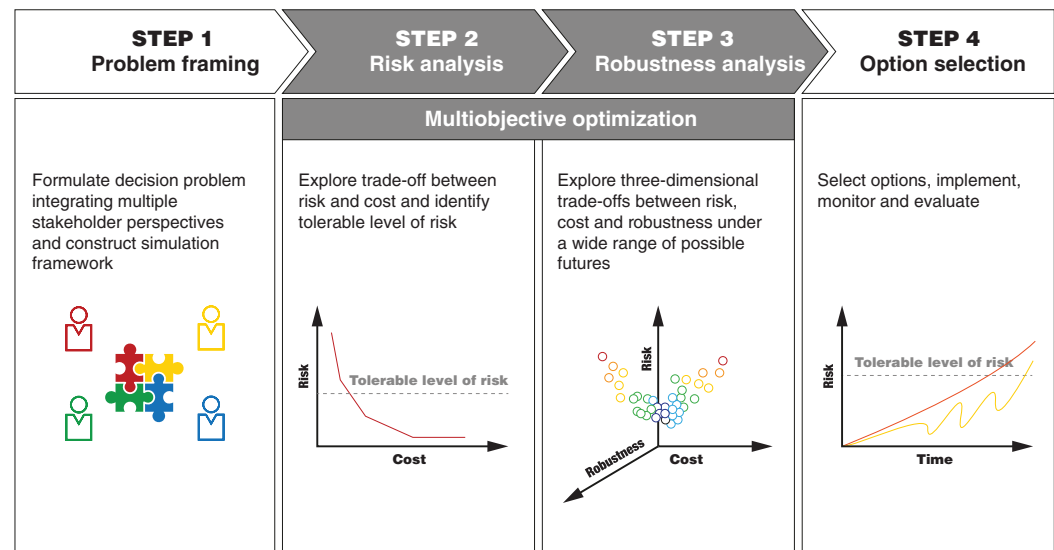 STEP 1
Problem framing
STEP 2
Risk analysis
STEP 3
Robustness analysis
STEP 4
Option selection
Multiobjective optimization
Formulate decision problem
integrating multiple
stakeholder perspectives
and construct simulation
framework
Explore trade-off between
risk and cost and identify
tolerable level of risk
Explore three-dimensional
trade-offs between risk,
cost and robustness under
a wide range of possible
futures
Select options, implement,
monitor and evaluate
Risk
Tolerable level of risk
Cost
Risk
Robustness
Cost
Risk
Tolerable level of risk
Time